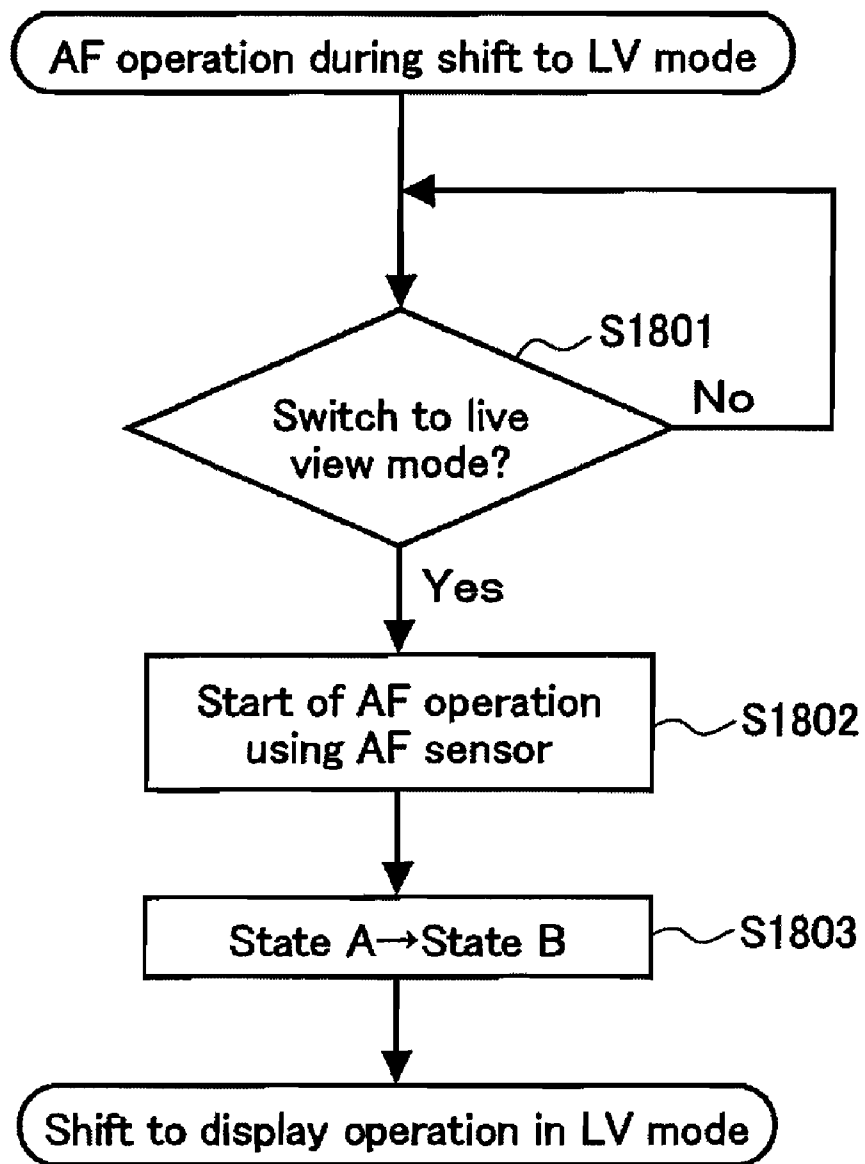 AF operation during shift to LV mode
S1801
Switch to live
view mode?
No
Yes
Start of AF operation
using AF sensor
S1802
State A→State B
S1803
Shift to display operation in LV mode